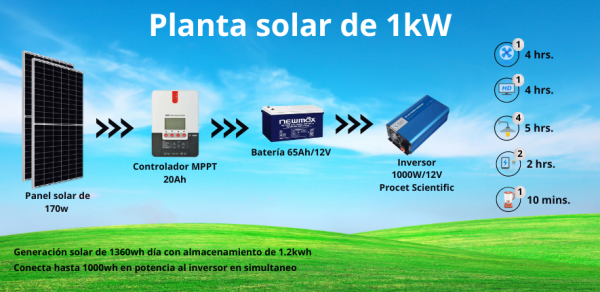 Planta solar de 1kW
1
4 hrs.
HD
1
4 hrs.
4
5 hrs.
2
2 hrs.
1
10 mins.
newmax
Panel solar de
170w
Controlador MPPT
20Ah
Batería 65Ah/12V
Inversor
1000W/12V
Procet Scientific
Generación solar de 1360wh día con almacenamiento de 1.2kwh
Conecta hasta 1000wh en potencia al inversor en simultaneo